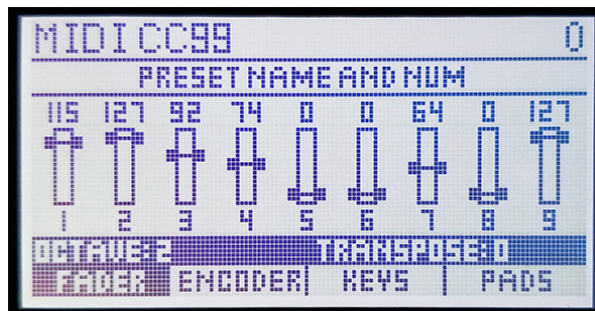 MIDI CC99 0
PRESET NAME AND NUM
115 127 92 74 0 0 64 0 127
1 2 3 4 5 6 7 8 9
OCTAVE:2 TRANSPOSE:0
FADER ENCODER KEYS PADS